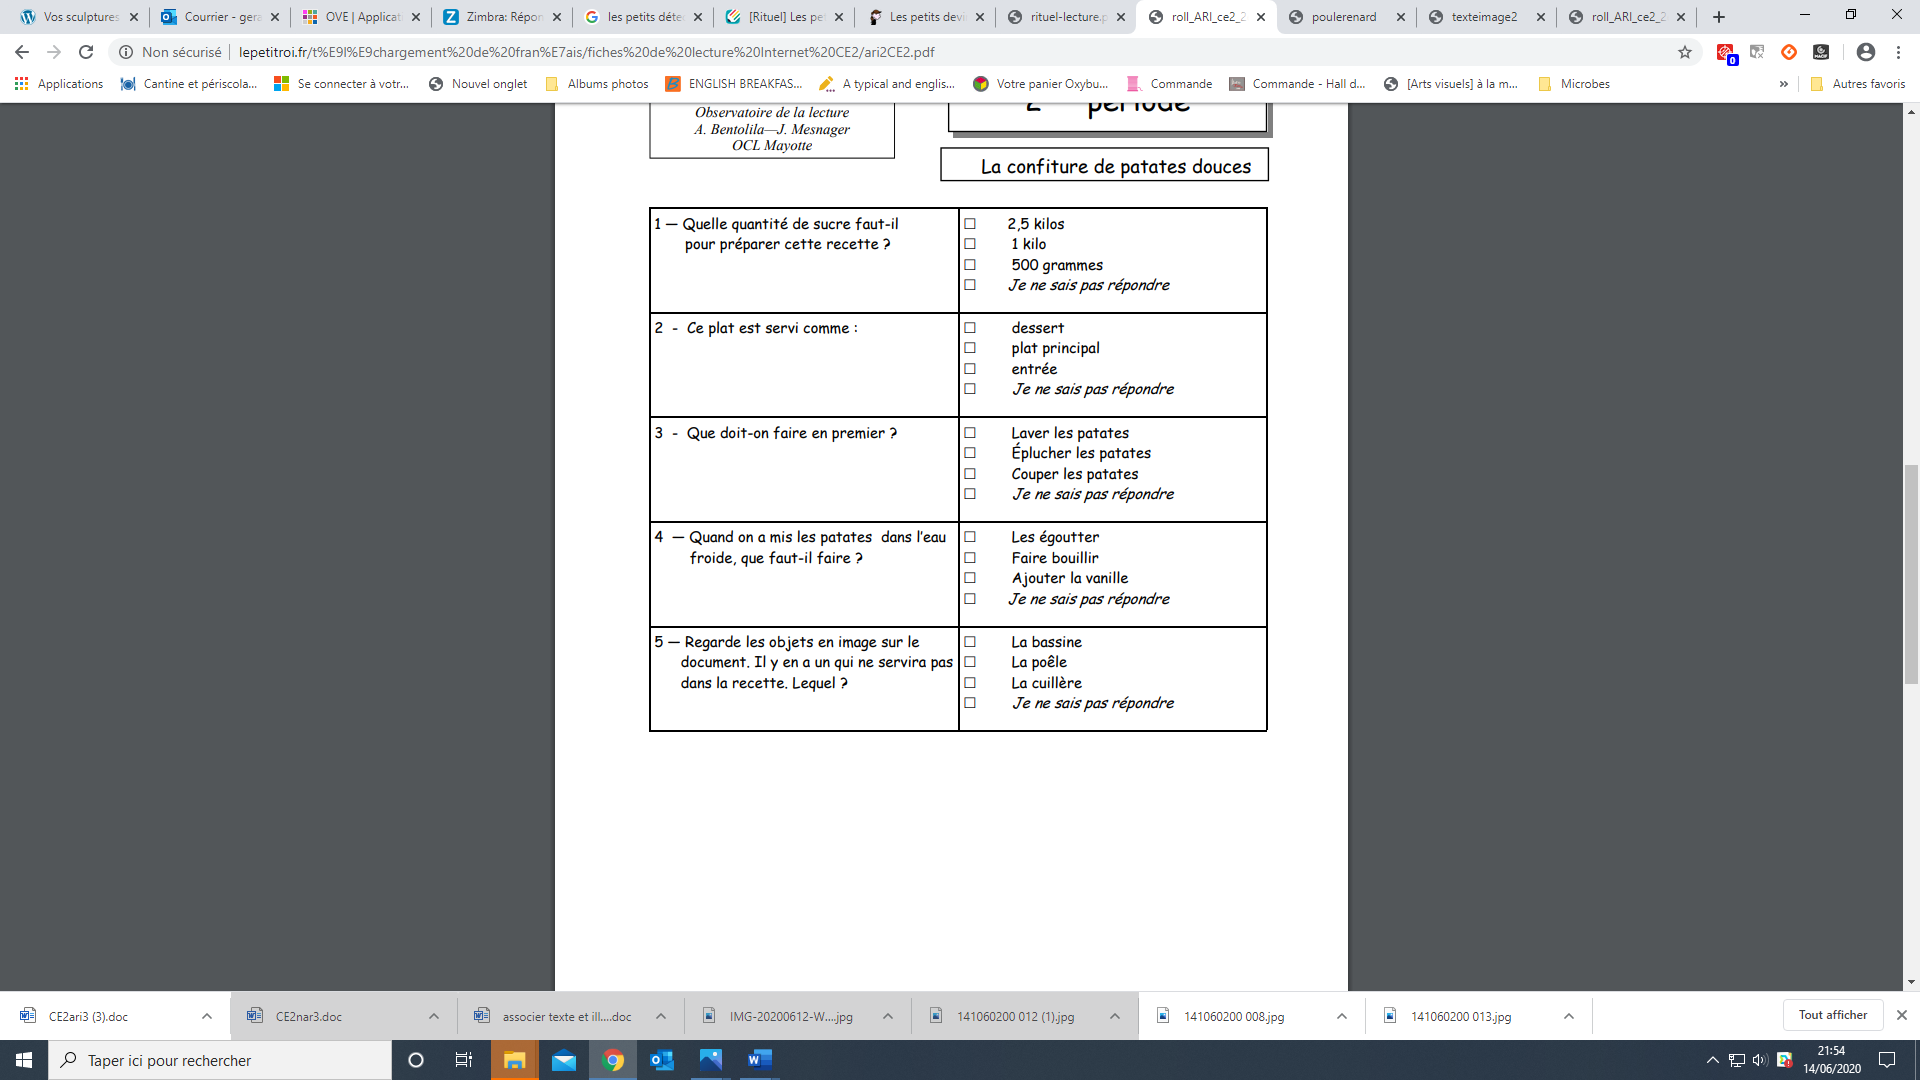 Vos sculptures
Courrier - ger
OVE | Applicat
Zimbra: Répon
les petits déte
[Rituel] Les pe
Les petits devi
rituel-lecture.p
roll_ARI_ce2_2
poulerenard
texteimage2
roll_ARI_ce2_2
Non sécurisé | lepetitroi.fr/t%E9l%E9chargement%20de%20fran%E7ais/fiches%20de%20lecture%20Internet%20CE2/ari2CE2.pdf
0
Applications
Cantine et périscola...
Se connecter à votr...
Nouvel onglet
Albums photos
ENGLISH BREAKFAS...
A typical and englis...
Votre panier Oxybu...
Commande
Commande - Hall d...
[Arts visuels] à la m...
Microbes
»
Autres favoris
Observatoire de la lecture
A. Bentolila—J. Mesnager
OCL Mayotte
2 période
La confiture de patates douces
1 — Quelle quantité de sucre faut-il
pour préparer cette recette ?
2,5 kilos
1 kilo
500 grammes
Je ne sais pas répondre
2 - Ce plat est servi comme :
dessert
plat principal
entrée
Je ne sais pas répondre
3 - Que doit-on faire en premier ?
Laver les patates
Éplucher les patates
Couper les patates
Je ne sais pas répondre
4 — Quand on a mis les patates dans l'eau
froide, que faut-il faire ?
Les égoutter
Faire bouillir
Ajouter la vanille
Je ne sais pas répondre
5 — Regarde les objets en image sur le
document. Il y en a un qui ne servira pas
dans la recette. Lequel ?
La bassine
La poêle
La cuillère
Je ne sais pas répondre
CE2ari3 (3).doc
CE2nar3.doc
associer texte et ill....doc
IMG-20200612-W....jpg
141060200 012 (1).jpg
141060200 008.jpg
141060200 013.jpg
Tout afficher
Taper ici pour rechercher
21:54
14/06/2020